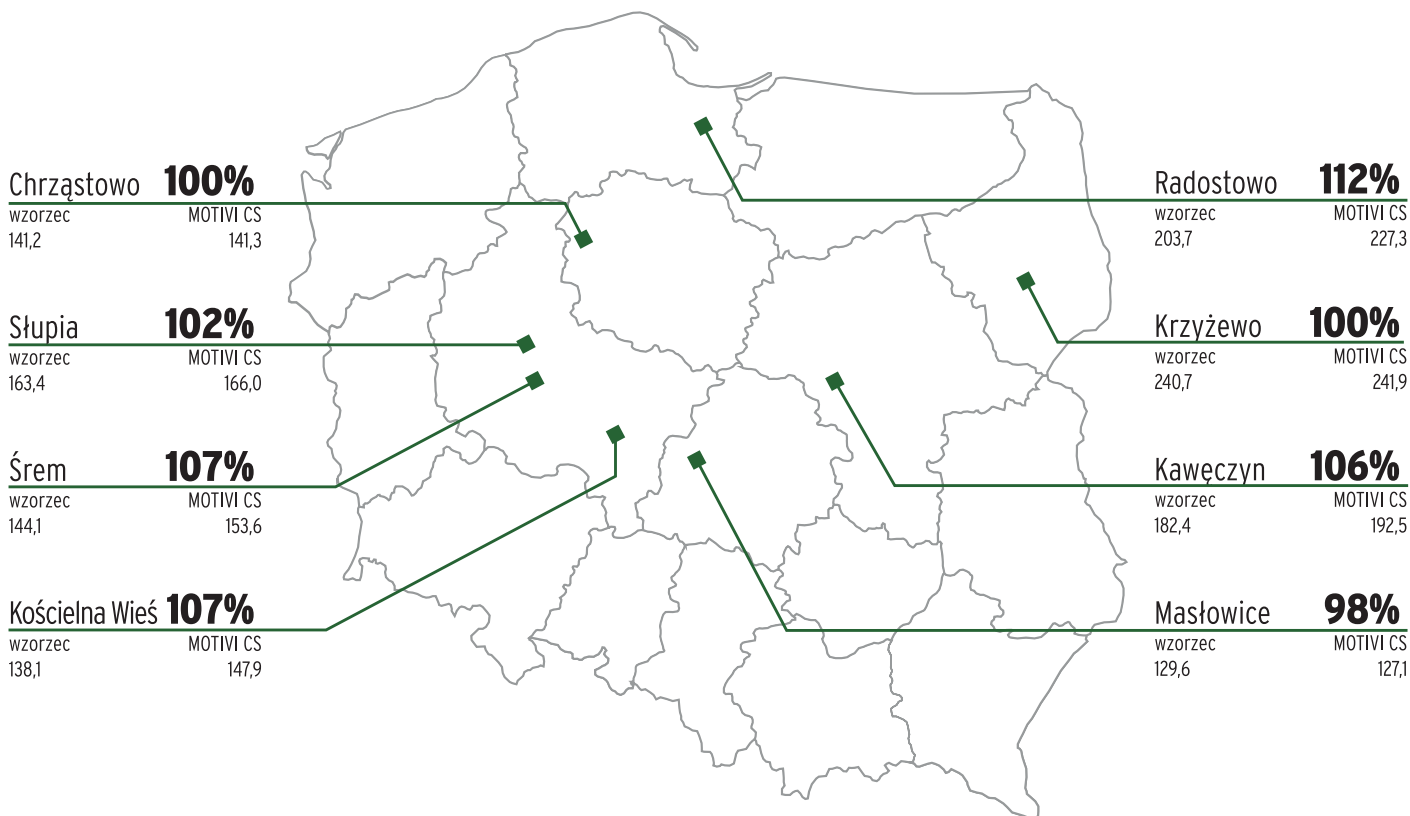 Chrząstowo 100%
wzorzec MOTIVI CS
141,2 141,3
Słupia 102%
wzorzec MOTIVI CS
163,4 166,0
Śrem 107%
wzorzec MOTIVI CS
144,1 153,6
Kościelna Wieś 107%
wzorzec MOTIVI CS
138,1 147,9
Radostowo 112%
wzorzec MOTIVI CS
203,7 227,3
Krzyżewo 100%
wzorzec MOTIVI CS
240,7 241,9
Kawęczyn 106%
wzorzec MOTIVI CS
182,4 192,5
Masłowice 98%
wzorzec MOTIVI CS
129,6 127,1